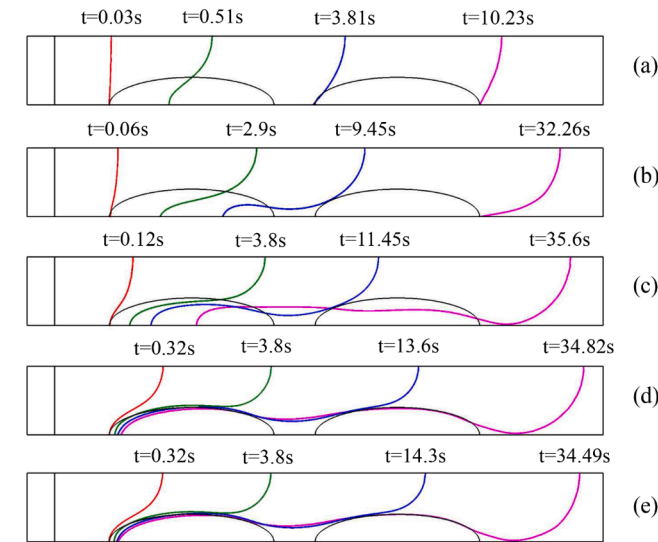 t=0.03s t=0.51s t=3.81s t=10.23s
(a)
t=0.06s t=2.9s t=9.45s t=32.26s
(b)
t=0.12s t=3.8s t=11.45s t=35.6s
(c)
t=0.32s t=3.8s t=13.6s t=34.82s
(d)
t=0.32s t=3.8s t=14.3s t=34.49s
(e)